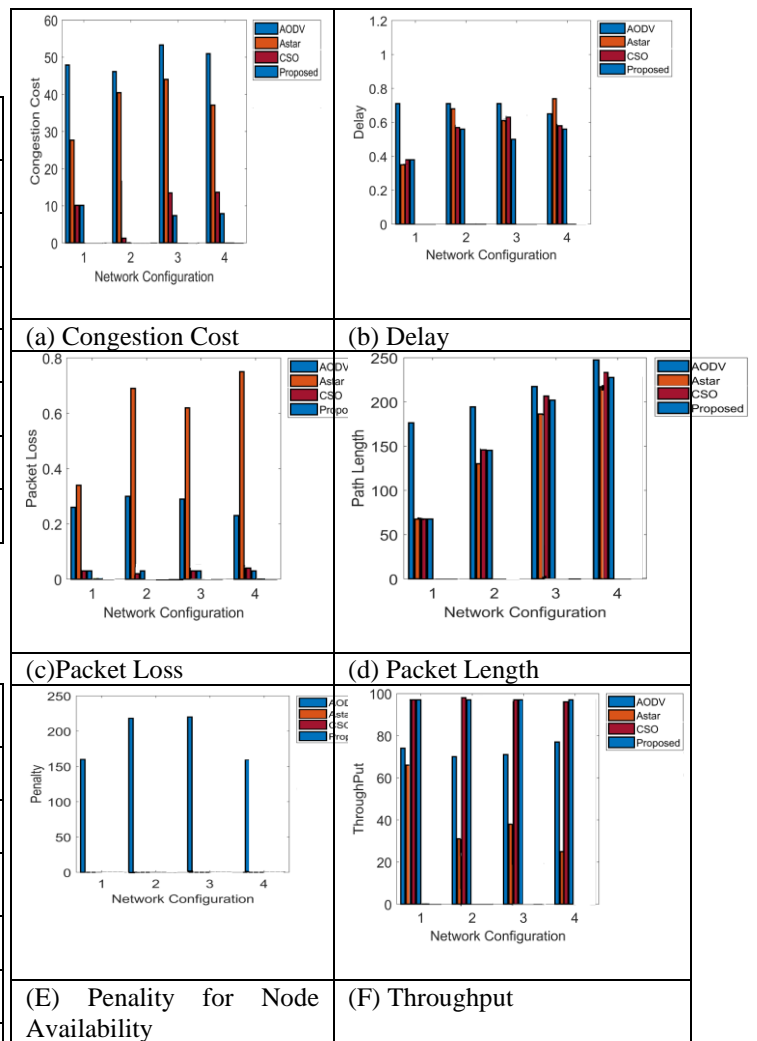 60
50
40
30
20
10
0
Congestion Cost
1 2 3 4
Network Configuration
AODV
Astar
CSO
Proposed
1.2
1
0.8
0.6
0.4
0.2
0
Delay
1 2 3 4
Network Configuration
AODV
Astar
CSO
Proposed
(a) Congestion Cost
(b) Delay
0.8
0.6
0.4
0.2
0
Packet Loss
1 2 3 4
Network Configuration
AODV
Astar
CSO
Propo
250
200
150
100
50
0
Path Length
1 2 3 4
Network Configuration
AODV
Astar
CSO
Proposed
(c)Packet Loss
(d) Packet Length
250
200
150
100
50
0
Penality
1 2 3 4
Network Configuration
AOD
Asta
CSO
Prop
100
80
60
40
20
0
ThroughPut
1 2 3 4
Network Configuration
AODV
Astar
CSO
Proposed
(E) Penality for Node
Availability
(F) Throughput